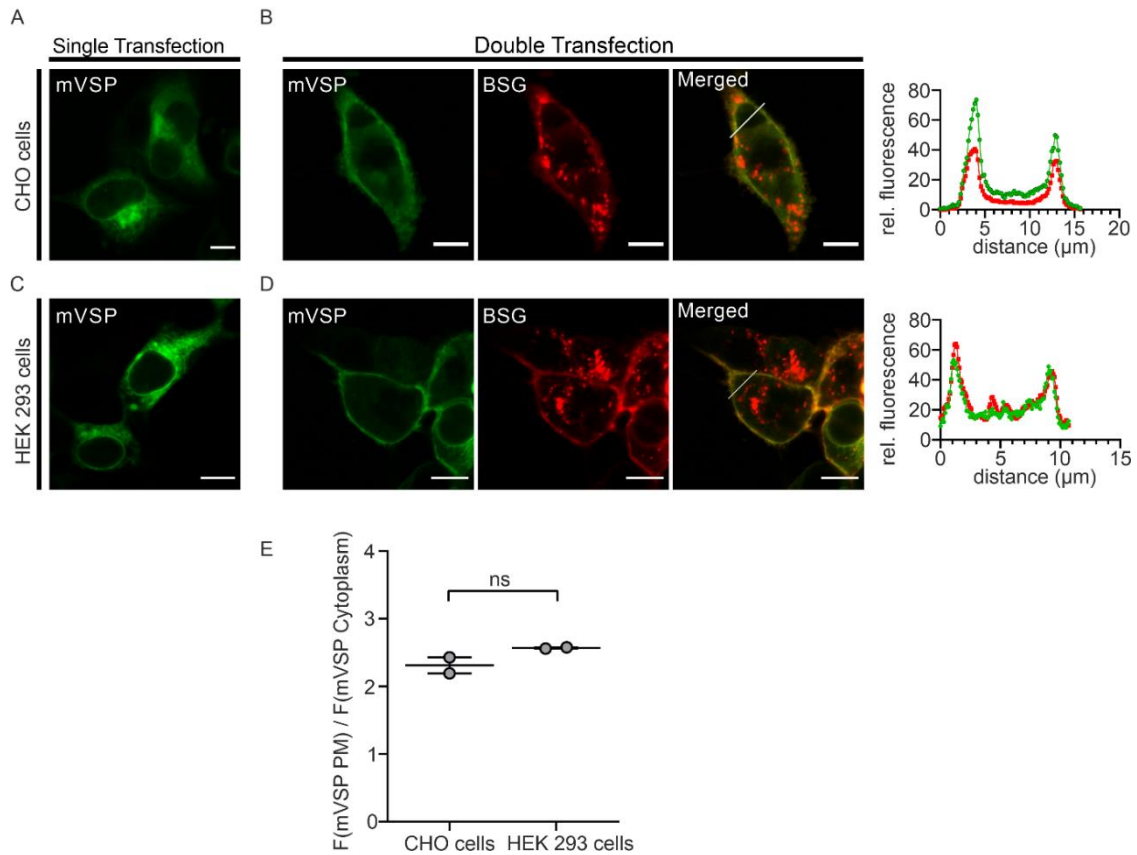 A
B
Single Transfection
Double Transfection
CHO cells
mVSP
mVSP
BSG
Merged
rel. fluorescence
80
60
40
20
0
0 5 10 15 20
distance (µm)
C
D
HEK 293 cells
mVSP
mVSP
BSG
Merged
rel. fluorescence
80
60
40
20
0
0 5 10 15
distance (µm)
E
F(mVSP PM) / F(mVSP Cytoplasm)
4
3
2
1
0
ns
CHO cells HEK 293 cells